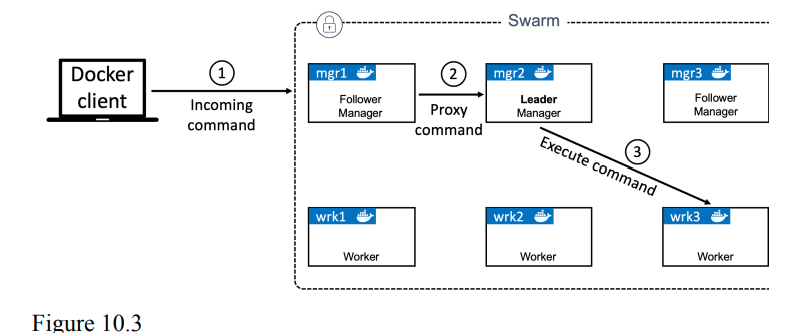 Swarm
Docker
client
1
Incoming
command
mgr1
Follower
Manager
2
Proxy
command
mgr2
Leader
Manager
mgr3
Follower
Manager
3
Execute command
wrk1
Worker
wrk2
Worker
wrk3
Worker
Figure 10.3